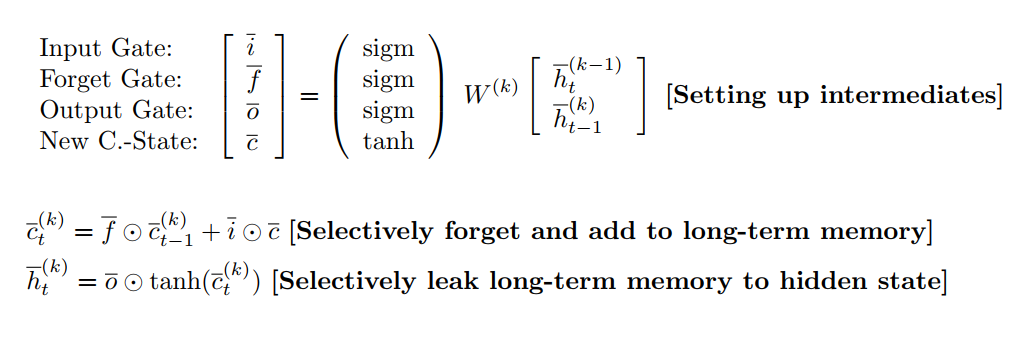 Input Gate: [ i̅ ] = ( sigm ) W^{(k)} [ h̅_t^{(k−1)} ] [Setting up intermediates]
Forget Gate: [ f̅ ] ( sigm ) [ h̅_{t−1}^{(k)} ]
Output Gate: [ o̅ ] ( sigm )
New C.-State: [ c̅ ] ( tanh )
c̅_t^{(k)} = f̅ ⊙ c̅_{t−1}^{(k)} + i̅ ⊙ c̅ [Selectively forget and add to long-term memory]
h̅_t^{(k)} = o̅ ⊙ tanh(c̅_t^{(k)}) [Selectively leak long-term memory to hidden state]